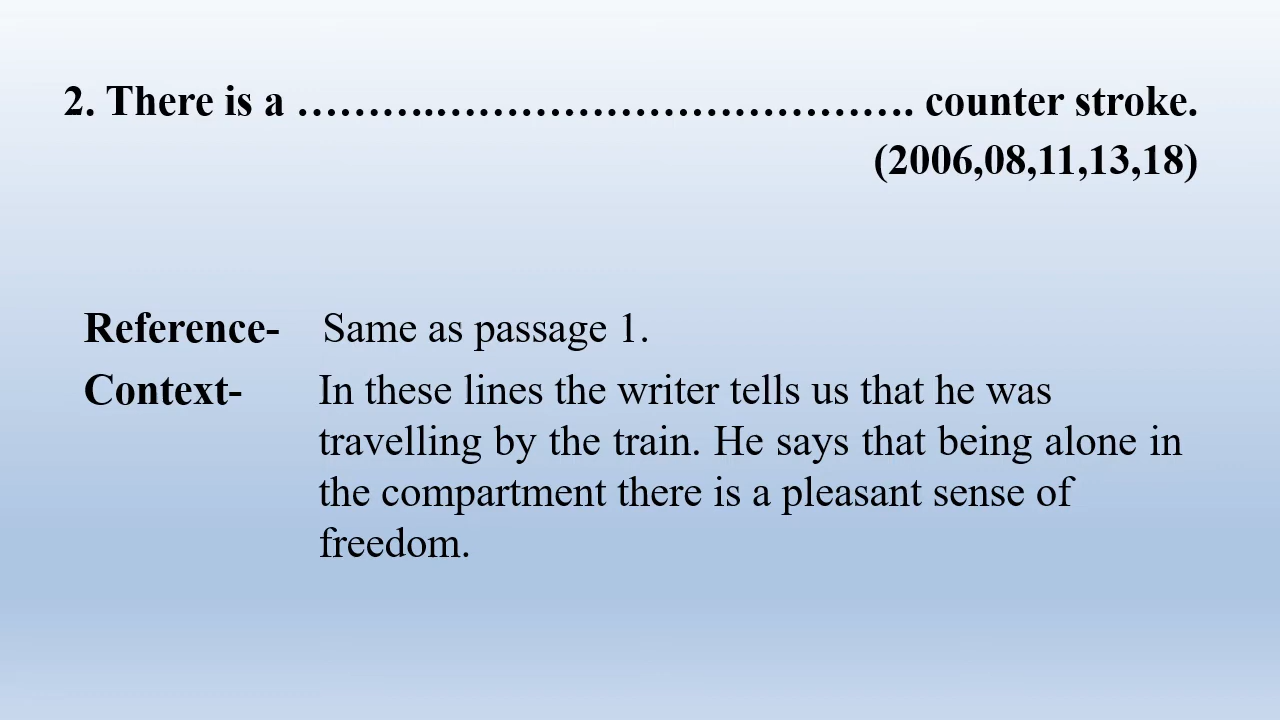 2. There is a ……….……………………………. counter stroke.
(2006,08,11,13,18)
Reference- Same as passage 1.
Context- In these lines the writer tells us that he was
travelling by the train. He says that being alone in
the compartment there is a pleasant sense of
freedom.